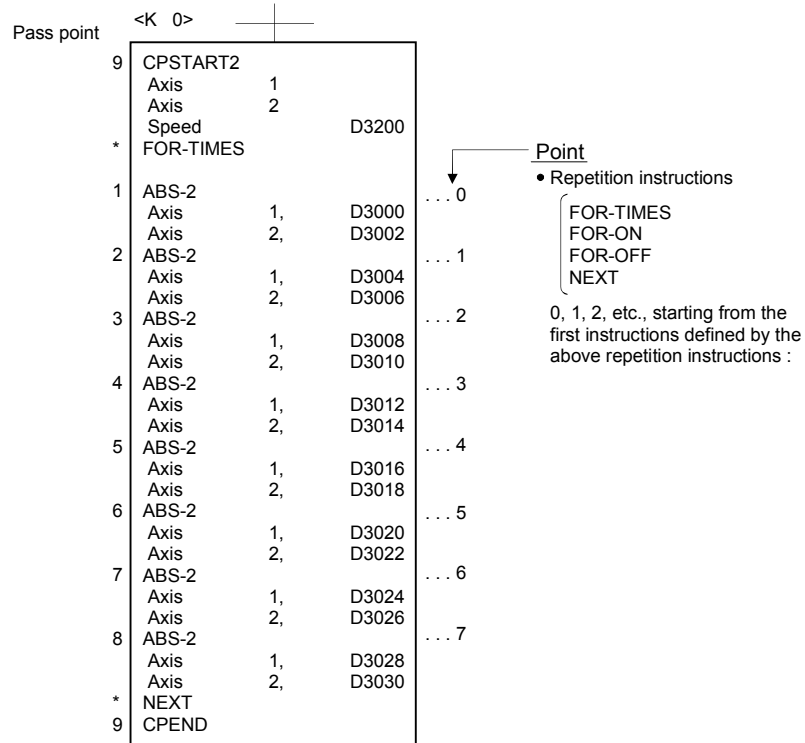 <K 0>
Pass point
9 CPSTART2
Axis 1
Axis 2
Speed D3200
* FOR-TIMES
1 ABS-2 . . . 0
Axis 1, D3000
Axis 2, D3002
2 ABS-2 . . . 1
Axis 1, D3004
Axis 2, D3006
3 ABS-2 . . . 2
Axis 1, D3008
Axis 2, D3010
4 ABS-2 . . . 3
Axis 1, D3012
Axis 2, D3014
5 ABS-2 . . . 4
Axis 1, D3016
Axis 2, D3018
6 ABS-2 . . . 5
Axis 1, D3020
Axis 2, D3022
7 ABS-2 . . . 6
Axis 1, D3024
Axis 2, D3026
8 ABS-2 . . . 7
Axis 1, D3028
Axis 2, D3030
* NEXT
9 CPEND
Point
• Repetition instructions
FOR-TIMES
FOR-ON
FOR-OFF
NEXT
0, 1, 2, etc., starting from the
first instructions defined by the
above repetition instructions :